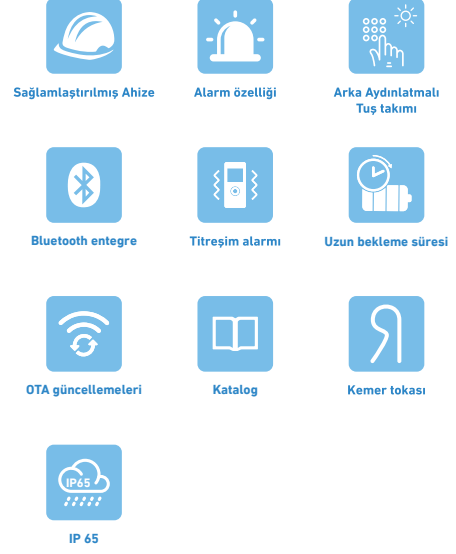 Sağlamlaştırılmış Ahize
Alarm özelliği
Arka Aydınlatmalı
Tuş takımı
Bluetooth entegre
Titreşim alarmı
Uzun bekleme süresi
OTA güncellemeleri
Katalog
Kemer tokası
IP65
IP 65